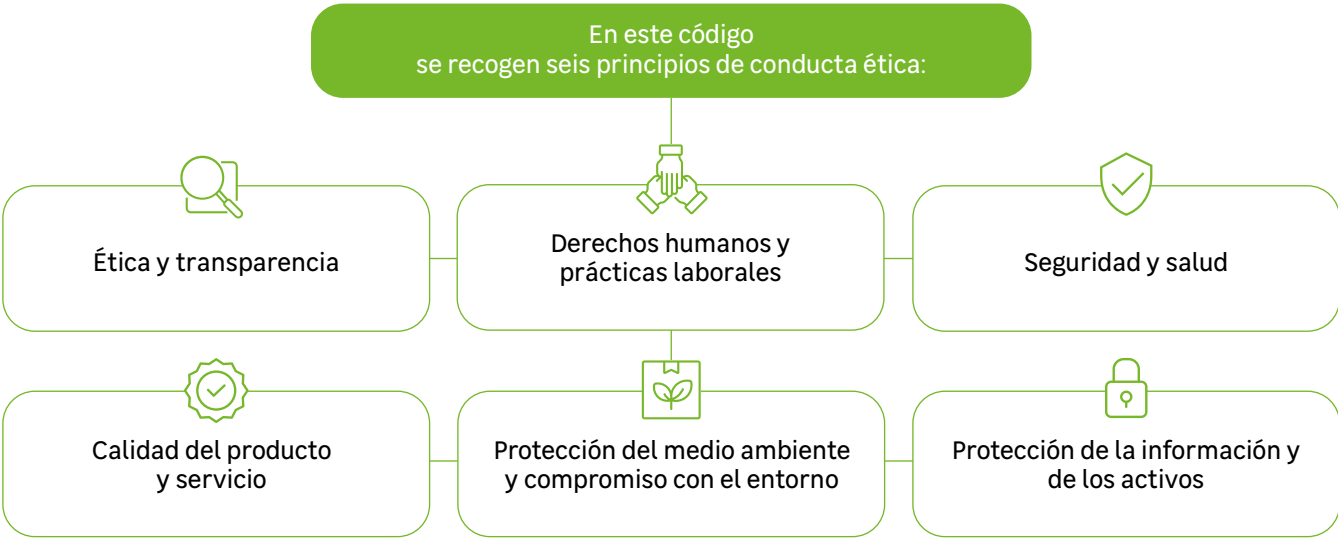 En este código
se recogen seis principios de conducta ética:
Ética y transparencia
Derechos humanos y
prácticas laborales
Seguridad y salud
Calidad del producto
y servicio
Protección del medio ambiente
y compromiso con el entorno
Protección de la información y
de los activos